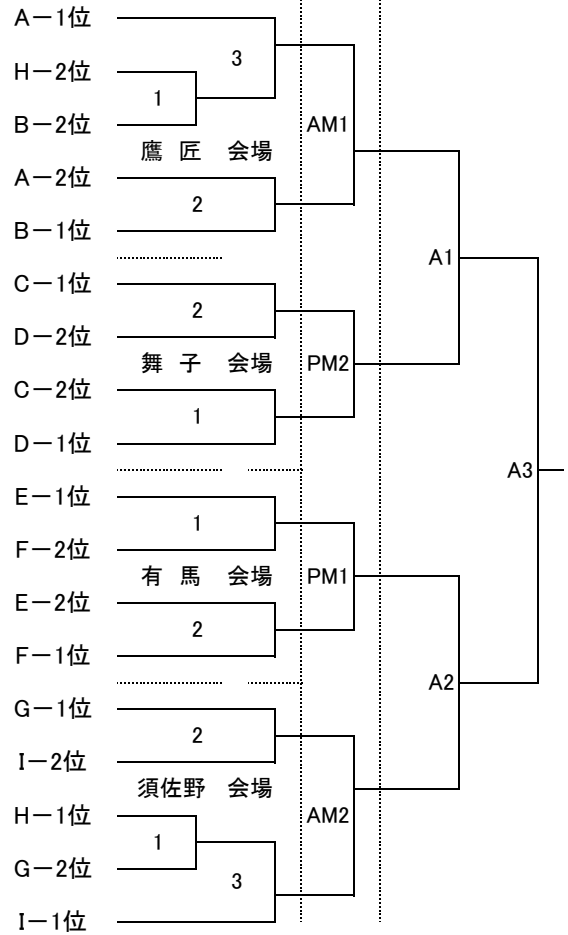 A－1位
3
H－2位
1
B－2位
AM1
鷹 匠 会場
A－2位
2
B－1位
A1
C－1位
2
D－2位
舞 子 会場
PM2
C－2位
1
D－1位
A3
E－1位
1
F－2位
有 馬 会場
PM1
E－2位
2
F－1位
A2
G－1位
2
I－2位
須佐野 会場
H－1位
AM2
1
G－2位
3
I－1位